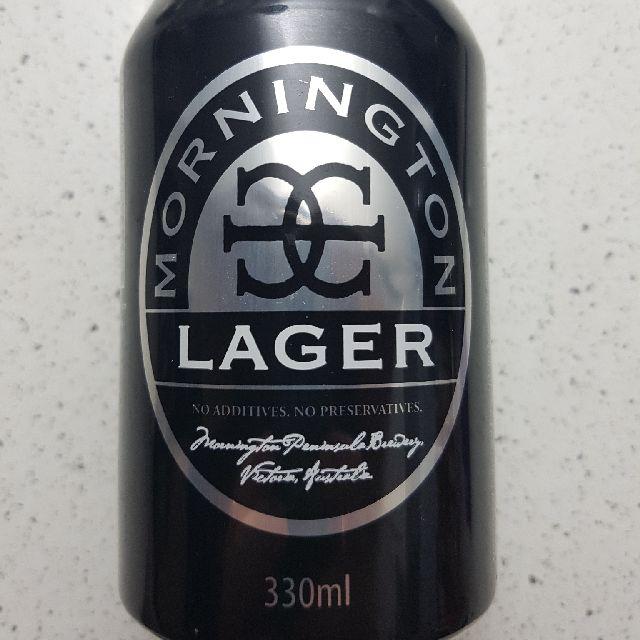 MORNINGTON
LAGER
NO ADDITIVES. NO PRESERVATIVES.
Mornington Peninsula Brewery,
Victoria, Australia
330ml